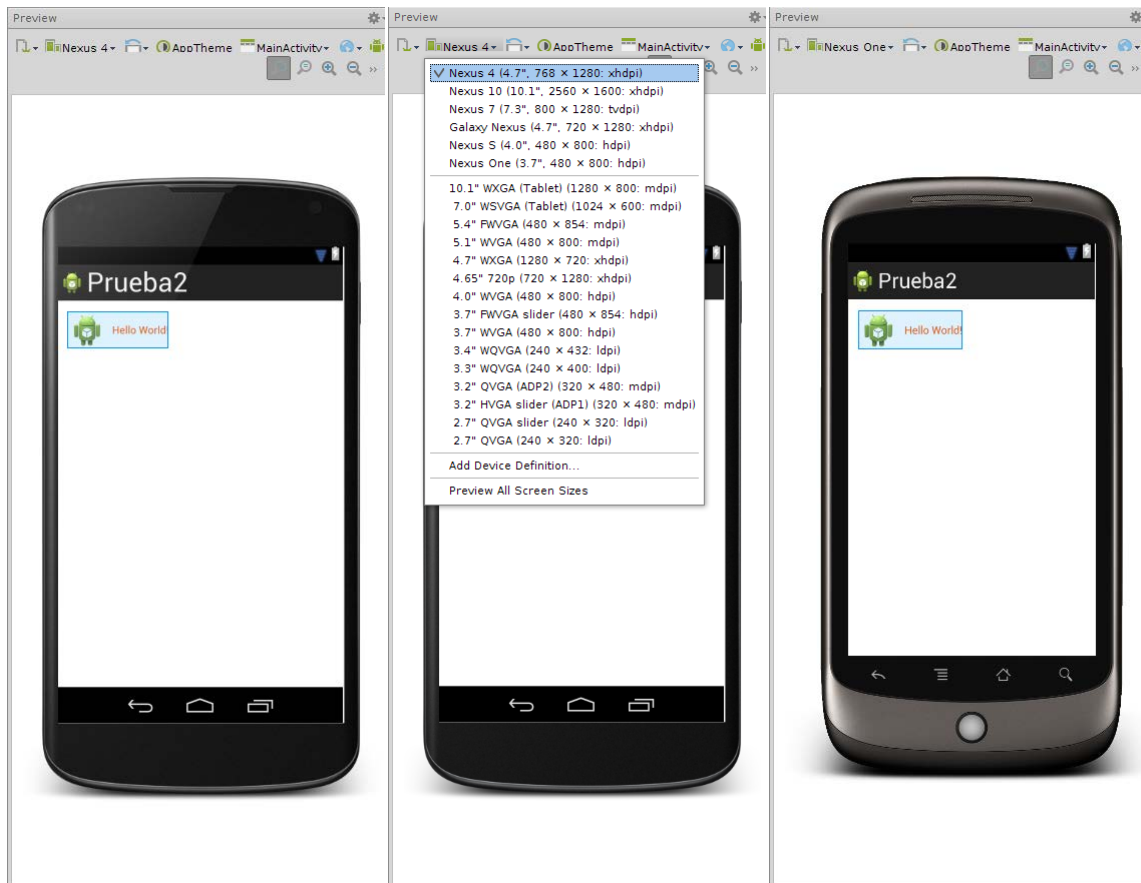 Preview
Nexus 4
AppTheme
MainActivity
Prueba2
Hello World!
Preview
Nexus 4
AppTheme
MainActivity
Nexus 4 (4.7", 768 × 1280: xhdpi)
Nexus 10 (10.1", 2560 × 1600: xhdpi)
Nexus 7 (7.3", 800 × 1280: tvdpi)
Galaxy Nexus (4.7", 720 × 1280: xhdpi)
Nexus S (4.0", 480 × 800: hdpi)
Nexus One (3.7", 480 × 800: hdpi)
10.1" WXGA (Tablet) (1280 × 800: mdpi)
7.0" WSVGA (Tablet) (1024 × 600: mdpi)
5.4" FWVGA (480 × 854: mdpi)
5.1" WVGA (480 × 800: mdpi)
4.7" WXGA (1280 × 720: xhdpi)
4.65" 720p (720 × 1280: xhdpi)
4.0" WVGA (480 × 800: hdpi)
3.7" FWVGA slider (480 × 854: hdpi)
3.7" WVGA (480 × 800: hdpi)
3.4" WQVGA (240 × 432: ldpi)
3.3" WQVGA (240 × 400: ldpi)
3.2" QVGA (ADP2) (320 × 480: mdpi)
3.2" HVGA slider (ADP1) (320 × 480: mdpi)
2.7" QVGA slider (240 × 320: ldpi)
2.7" QVGA (240 × 320: ldpi)
Add Device Definition...
Preview All Screen Sizes
Preview
Nexus One
AppTheme
MainActivity
Prueba2
Hello World!